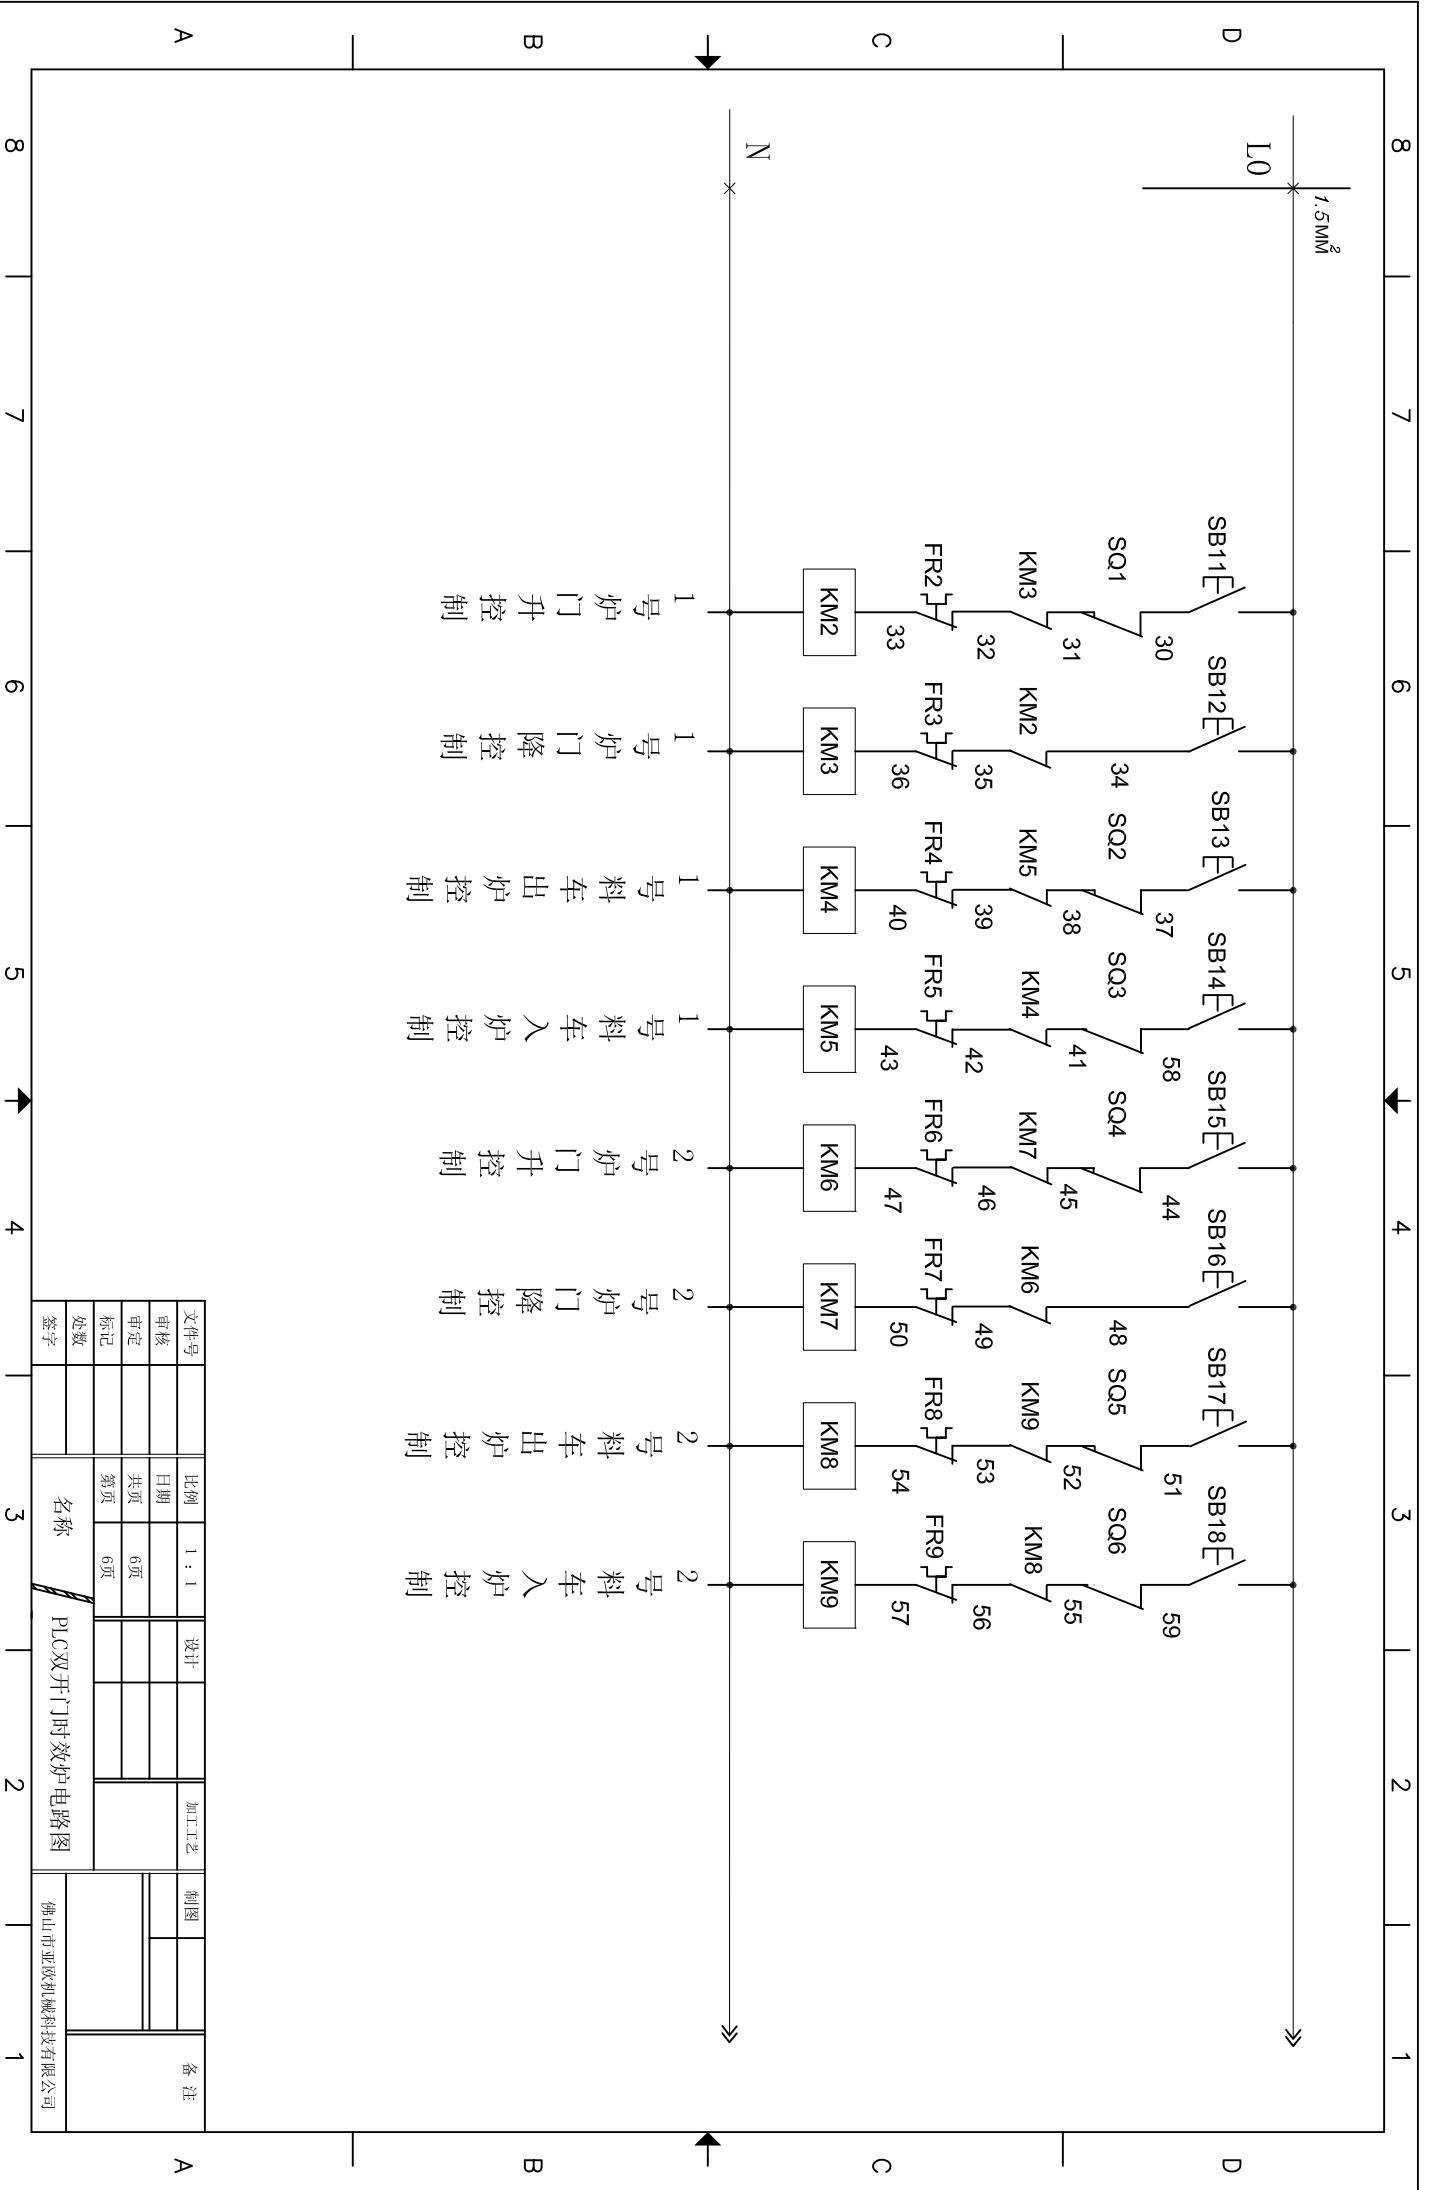 8 7 6 5 4 3 2 1
D
D
L0
1.5MM²
SB11 SB12 SB13 SB14 SB15 SB16 SB17 SB18
30 34 37 58 44 48 51 59
SQ1 SQ2 SQ3 SQ4 SQ5 SQ6
31 38 41 45 52 55
KM3 KM2 KM5 KM4 KM7 KM6 KM9 KM8
32 35 39 42 46 49 53 56
FR2 FR3 FR4 FR5 FR6 FR7 FR8 FR9
33 36 40 43 47 50 54 57
C
C
KM2 KM3 KM4 KM5 KM6 KM7 KM8 KM9
N
1号炉门升控制
1号炉门降控制
1号料车出炉控制
1号料车入炉控制
2号炉门升控制
2号炉门降控制
2号料车出炉控制
2号料车入炉控制
B
B
A
A
文件号 比例 1：1 设计 加工工艺 制图 备 注
审核 日期
审定 共页 6页
标记 第页 6页
处数
签字
名称 PLC双开门时效炉电路图
佛山市亚欧机械科技有限公司
8 7 6 5 4 3 2 1